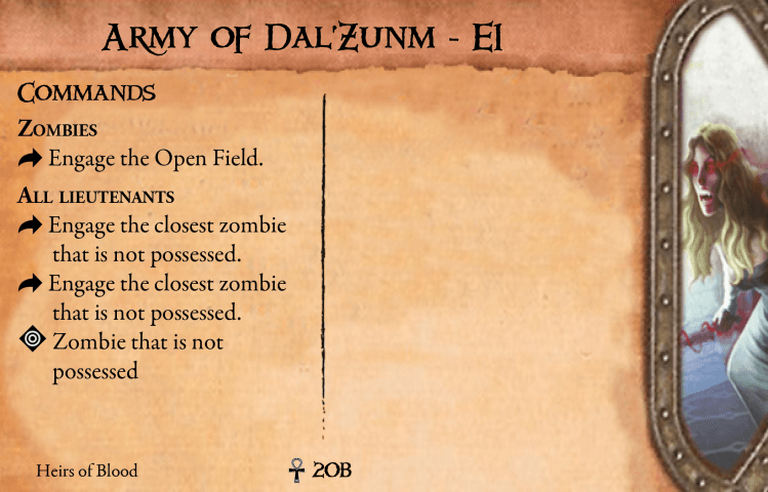 Army of Dal'Zunm - E1
Commands
Zombies
Engage the Open Field.
All lieutenants
Engage the closest zombie
that is not possessed.
Engage the closest zombie
that is not possessed.
Zombie that is not
possessed
Heirs of Blood
20B